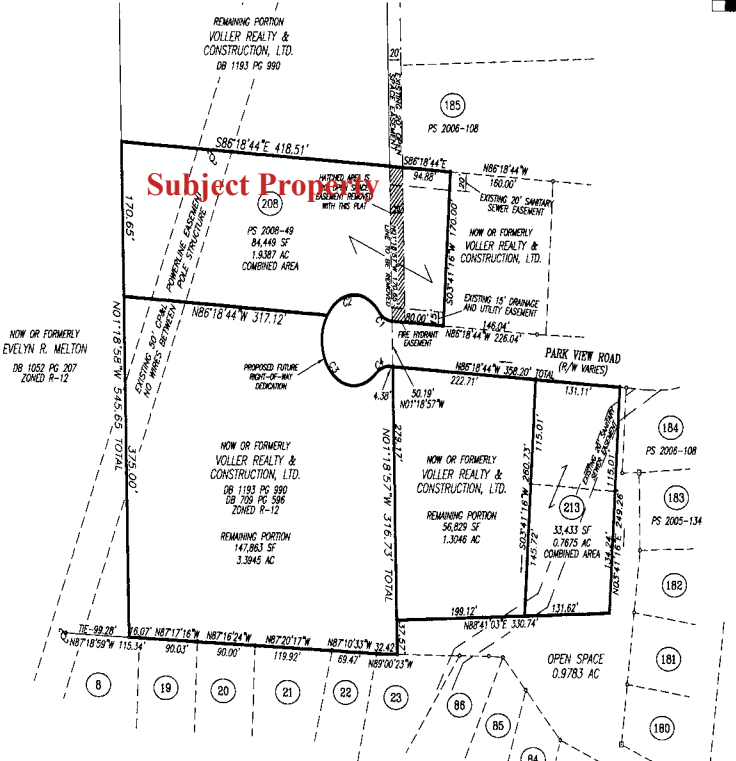 REMAINING PORTION
VOLLER REALTY &
CONSTRUCTION, LTD.
DB 1193 PG 990
20'
185
PS 2006-108
S86°18'44"E 418.51'
S86°18'44"E
94.88'
N86°18'44"W
160.00'
20'
EXISTING 20' SANITARY
SEWER EASEMENT
Subject Property
HATCHED AREA IS
EASEMENT REMOVED
WITH THIS PLAT
208
PS 2008-49
84,449 SF
1.9387 AC
COMBINED AREA
170.65'
EXISTING 50' CP&L POWERLINE EASEMENT
NO WIRES BETWEEN POLE STRUCTURE
S03°41'16"W 170.00'
NOW OR FORMERLY
VOLLER REALTY &
CONSTRUCTION, LTD.
EXISTING 15' DRAINAGE
AND UTILITY EASEMENT
N86°18'44"W 317.12'
C2
C1
C3
C4
80.00'
15'
146.04'
N86°18'44"W 226.04'
FIRE HYDRANT
EASEMENT
NOW OR FORMERLY
EVELYN R. MELTON
DB 1052 PG 207
ZONED R-12
N01°18'58"W 545.65 TOTAL
375.00'
PROPOSED FUTURE
RIGHT-OF-WAY
DEDICATION
PARK VIEW ROAD
(R/W VARIES)
N86°18'44"W 358.20' TOTAL
222.71'
131.11'
4.38'
50.19'
N01°18'57"W
279.17'
N01°18'57"W 316.73' TOTAL
NOW OR FORMERLY
VOLLER REALTY &
CONSTRUCTION, LTD.
DB 1193 PG 990
DB 709 PG 596
ZONED R-12
REMAINING PORTION
147,863 SF
3.3945 AC
NOW OR FORMERLY
VOLLER REALTY &
CONSTRUCTION, LTD.
REMAINING PORTION
56,829 SF
1.3046 AC
115.01'
S03°41'16"W 260.73'
145.72'
EXISTING 20' SANITARY
SEWER EASEMENT
213
33,433 SF
0.7675 AC
COMBINED AREA
115.01'
N03°41'16"E 249.26'
134.24'
184
PS 2006-108
183
PS 2005-134
182
181
180
199.12'
131.62'
N88°41'03"E 330.74'
37.57'
OPEN SPACE
0.9783 AC
TIE-99.28'
N87°18'59"W 115.34'
16.07'
N87°17'16"W
90.03'
N87°16'24"W
90.00'
N87°20'17"W
119.92'
N87°10'33"W
69.47'
32.42'
N89°00'23"W
8
19
20
21
22
23
86
85
84